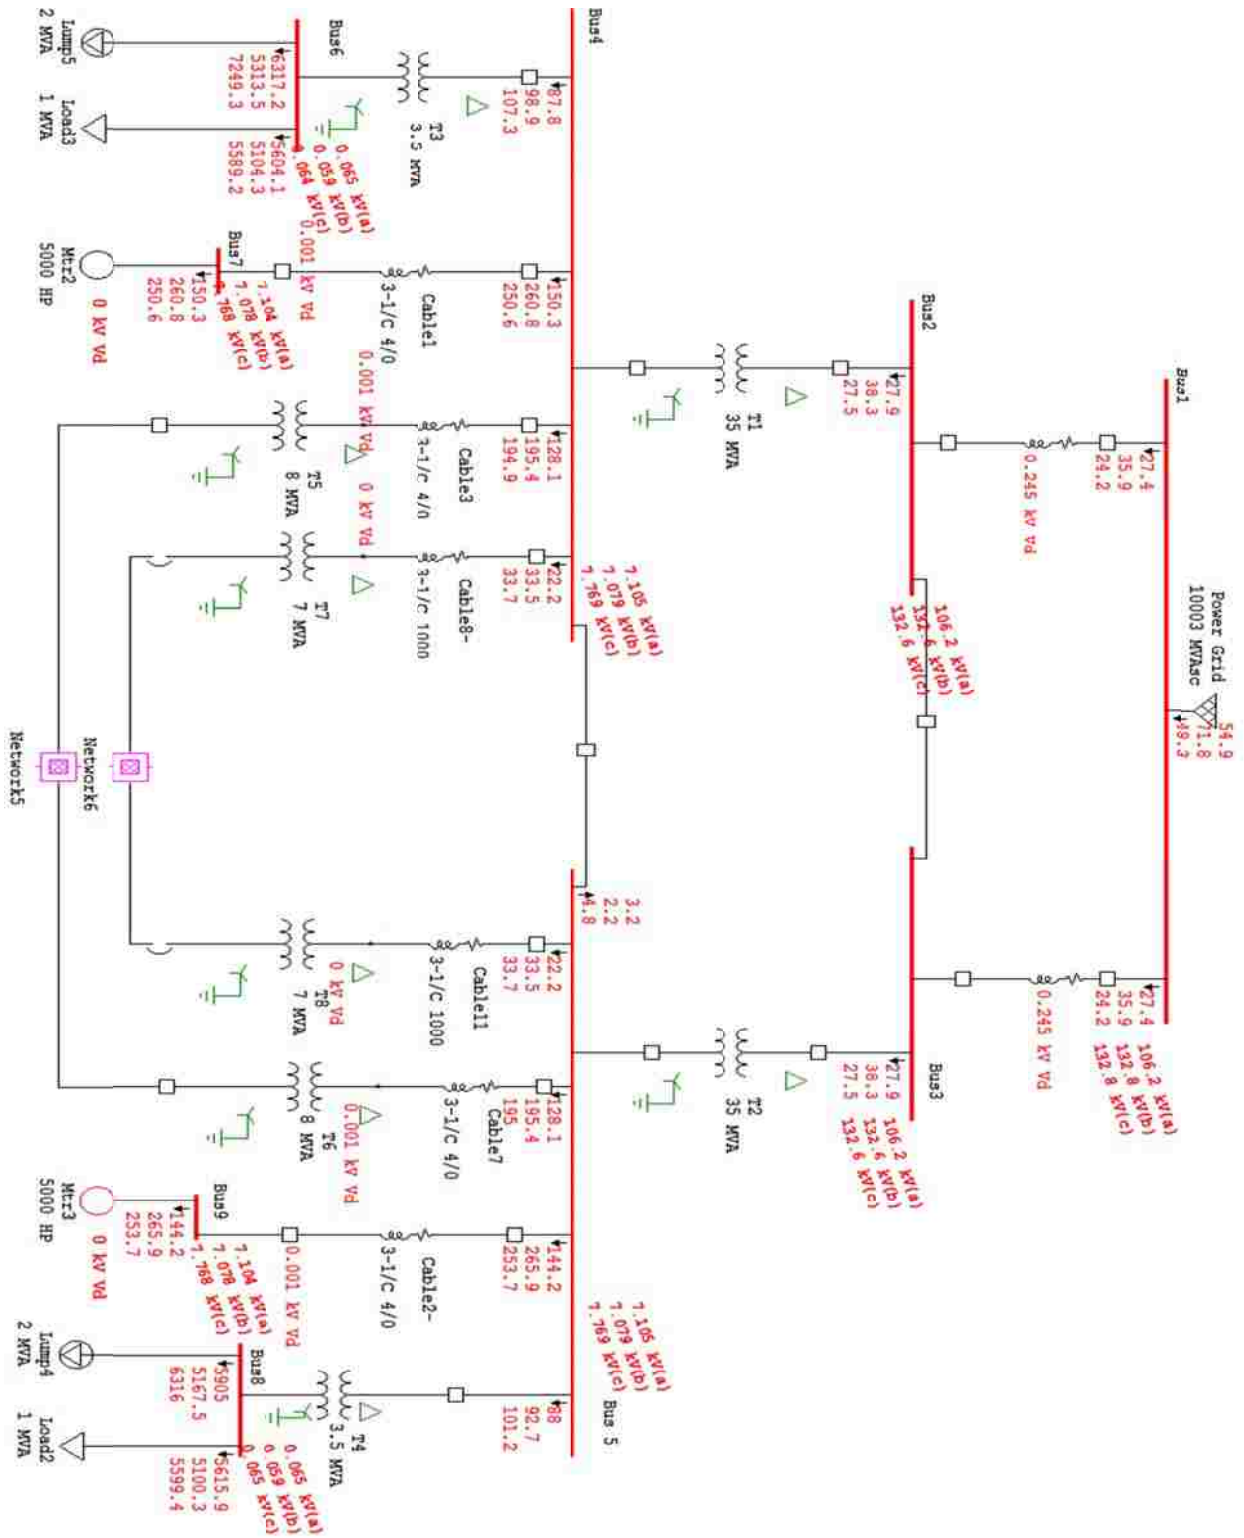 Power Grid
10003 MVAsc
54.9
71.8
49.3
Bus1
27.4
35.9
24.2
27.4
35.9
24.2
106.2 kV(a)
132.8 kV(b)
132.8 kV(c)
0.245 kV Vd
0.245 kV Vd
Bus2
27.9
38.3
27.5
106.2 kV(a)
132.6 kV(b)
132.6 kV(c)
Bus3
27.9
38.3
27.5
106.2 kV(a)
132.6 kV(b)
132.6 kV(c)
T1
35 MVA
T2
35 MVA
Bus4
7.105 kV(a)
7.079 kV(b)
7.769 kV(c)
3.2
2.2
4.8
7.105 kV(a)
7.079 kV(b)
7.769 kV(c)
Bus 5
87.8
98.9
107.3
150.3
260.8
250.6
128.1
195.4
194.9
22.2
33.5
33.7
22.2
33.5
33.7
128.1
195.4
195
144.2
265.9
253.7
88
92.7
101.2
T3
3.5 MVA
Cable1
3-1/C 4/0
Cable3
3-1/C 4/0
Cable8-
3-1/C 1000
Cable11
3-1/C 1000
Cable7
3-1/C 4/0
Cable2-
3-1/C 4/0
T4
3.5 MVA
0.001 kV Vd
0.001 kV Vd
0 kV Vd
0 kV Vd
0.001 kV Vd
0.001 kV Vd
T5
8 MVA
T7
7 MVA
T8
7 MVA
T6
8 MVA
Bus6
0.065 kV(a)
0.059 kV(b)
0.064 kV(c)
6317.2
5313.5
7249.3
5604.1
5104.3
5589.2
Bus7
7.104 kV(a)
7.078 kV(b)
7.768 kV(c)
150.3
260.8
250.6
Bus9
7.104 kV(a)
7.078 kV(b)
7.768 kV(c)
144.2
265.9
253.7
Bus8
0.065 kV(a)
0.059 kV(b)
0.065 kV(c)
5905
5167.5
6316
5615.9
5100.3
5599.4
Lump5
2 MVA
Load3
1 MVA
Mtr2
5000 HP
0 kV Vd
Network6
Network5
Mtr3
5000 HP
0 kV Vd
Lump4
2 MVA
Load2
1 MVA